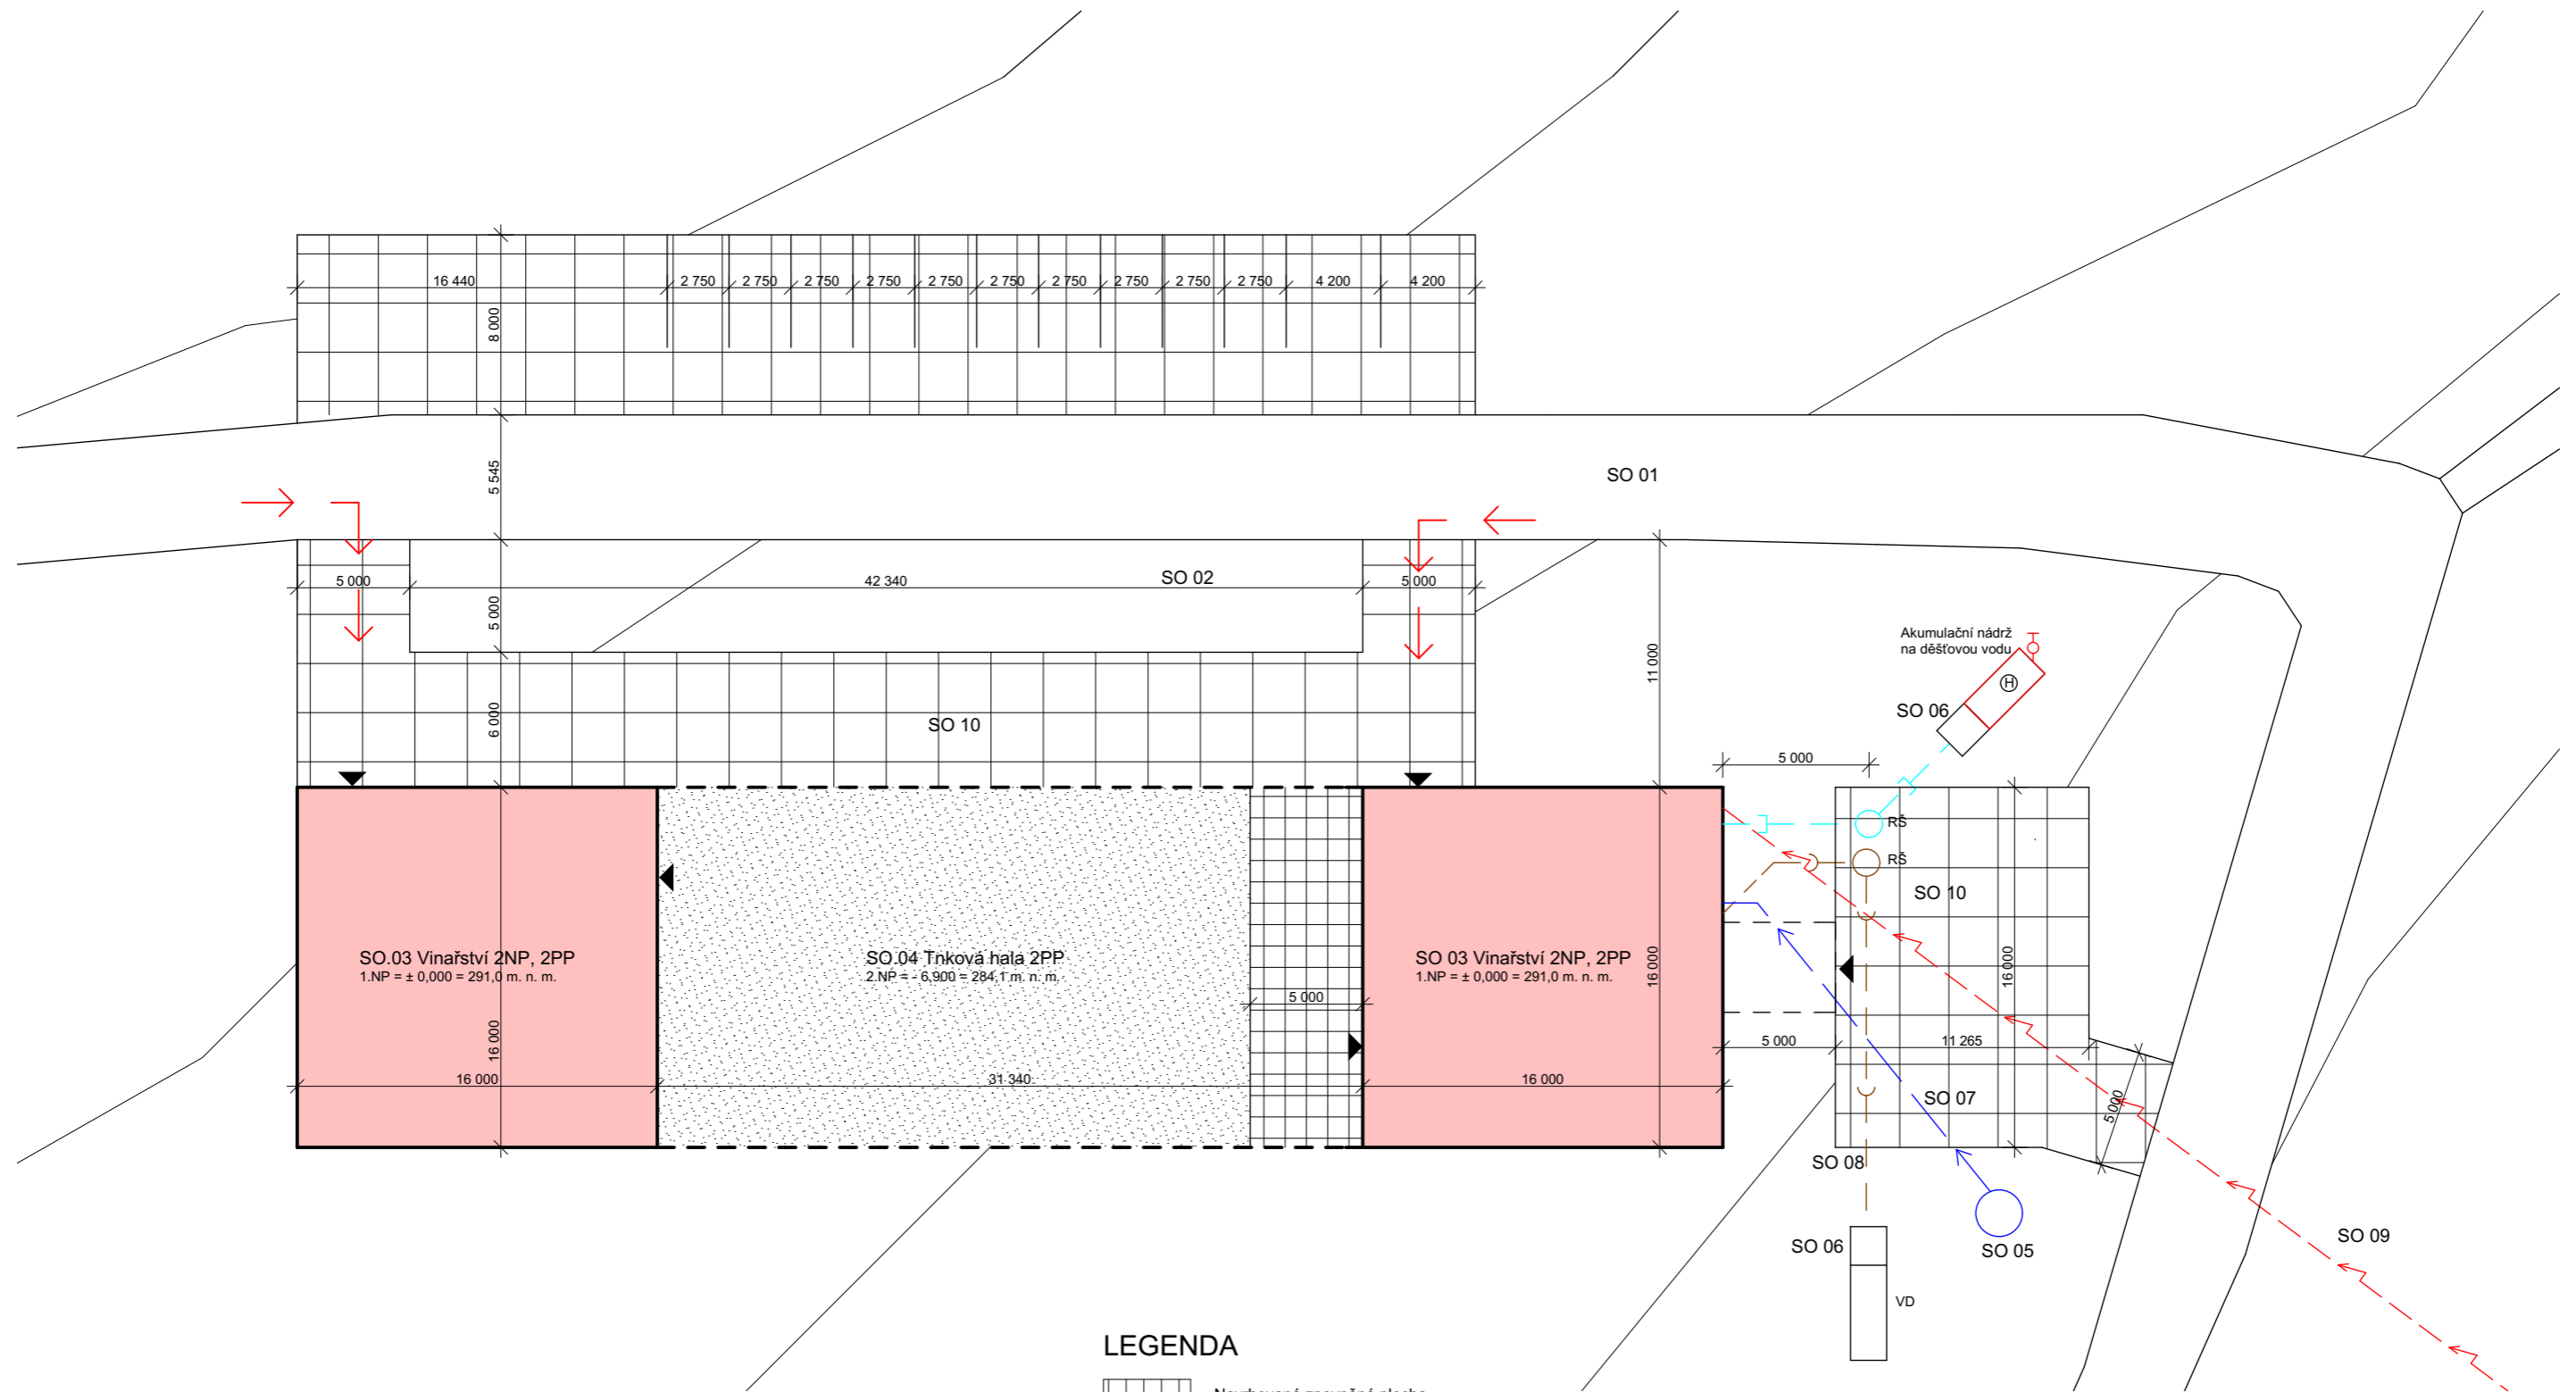 16 440
2 750
2 750
2 750
2 750
2 750
2 750
2 750
2 750
2 750
2 750
4 200
4 200
8 000
5 545
SO 01
5 000
42 340
SO 02
5 000
5 000
11 000
Akumulační nádrž
na děšťovou vodu
H
SO 06
6 000
SO 10
5 000
RŠ
RŠ
SO 10
SO.03 Vinařství 2NP, 2PP
1.NP = ± 0,000 = 291,0 m. n. m.
SO.04 Tnková hala 2PP
2.NP = - 6,900 = 284,1 m. n. m.
SO 03 Vinařství 2NP, 2PP
1.NP = ± 0,000 = 291,0 m. n. m.
16 000
16 000
5 000
16 000
5 000
11 265
16 000
31 340
16 000
SO 07
5 000
SO 08
SO 06
SO 05
SO 09
VD
LEGENDA